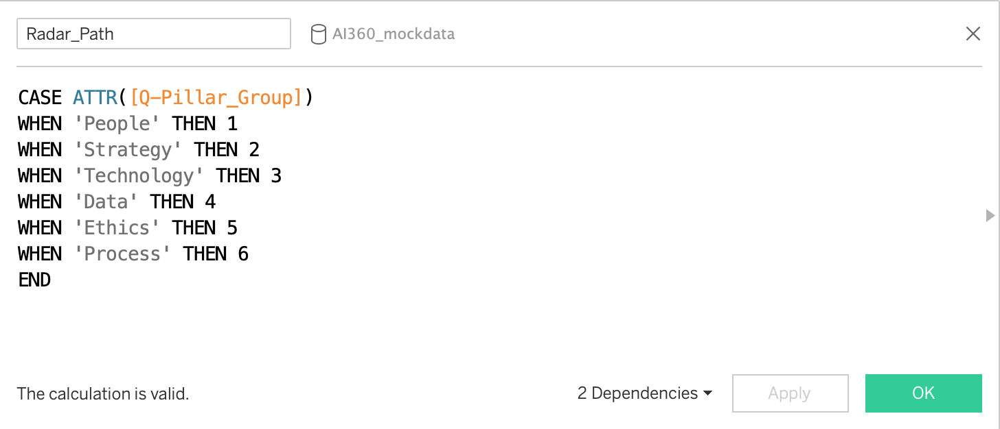 Radar_Path
AI360_mockdata
CASE ATTR([Q-Pillar_Group])
WHEN 'People' THEN 1
WHEN 'Strategy' THEN 2
WHEN 'Technology' THEN 3
WHEN 'Data' THEN 4
WHEN 'Ethics' THEN 5
WHEN 'Process' THEN 6
END
The calculation is valid.
2 Dependencies
Apply
OK